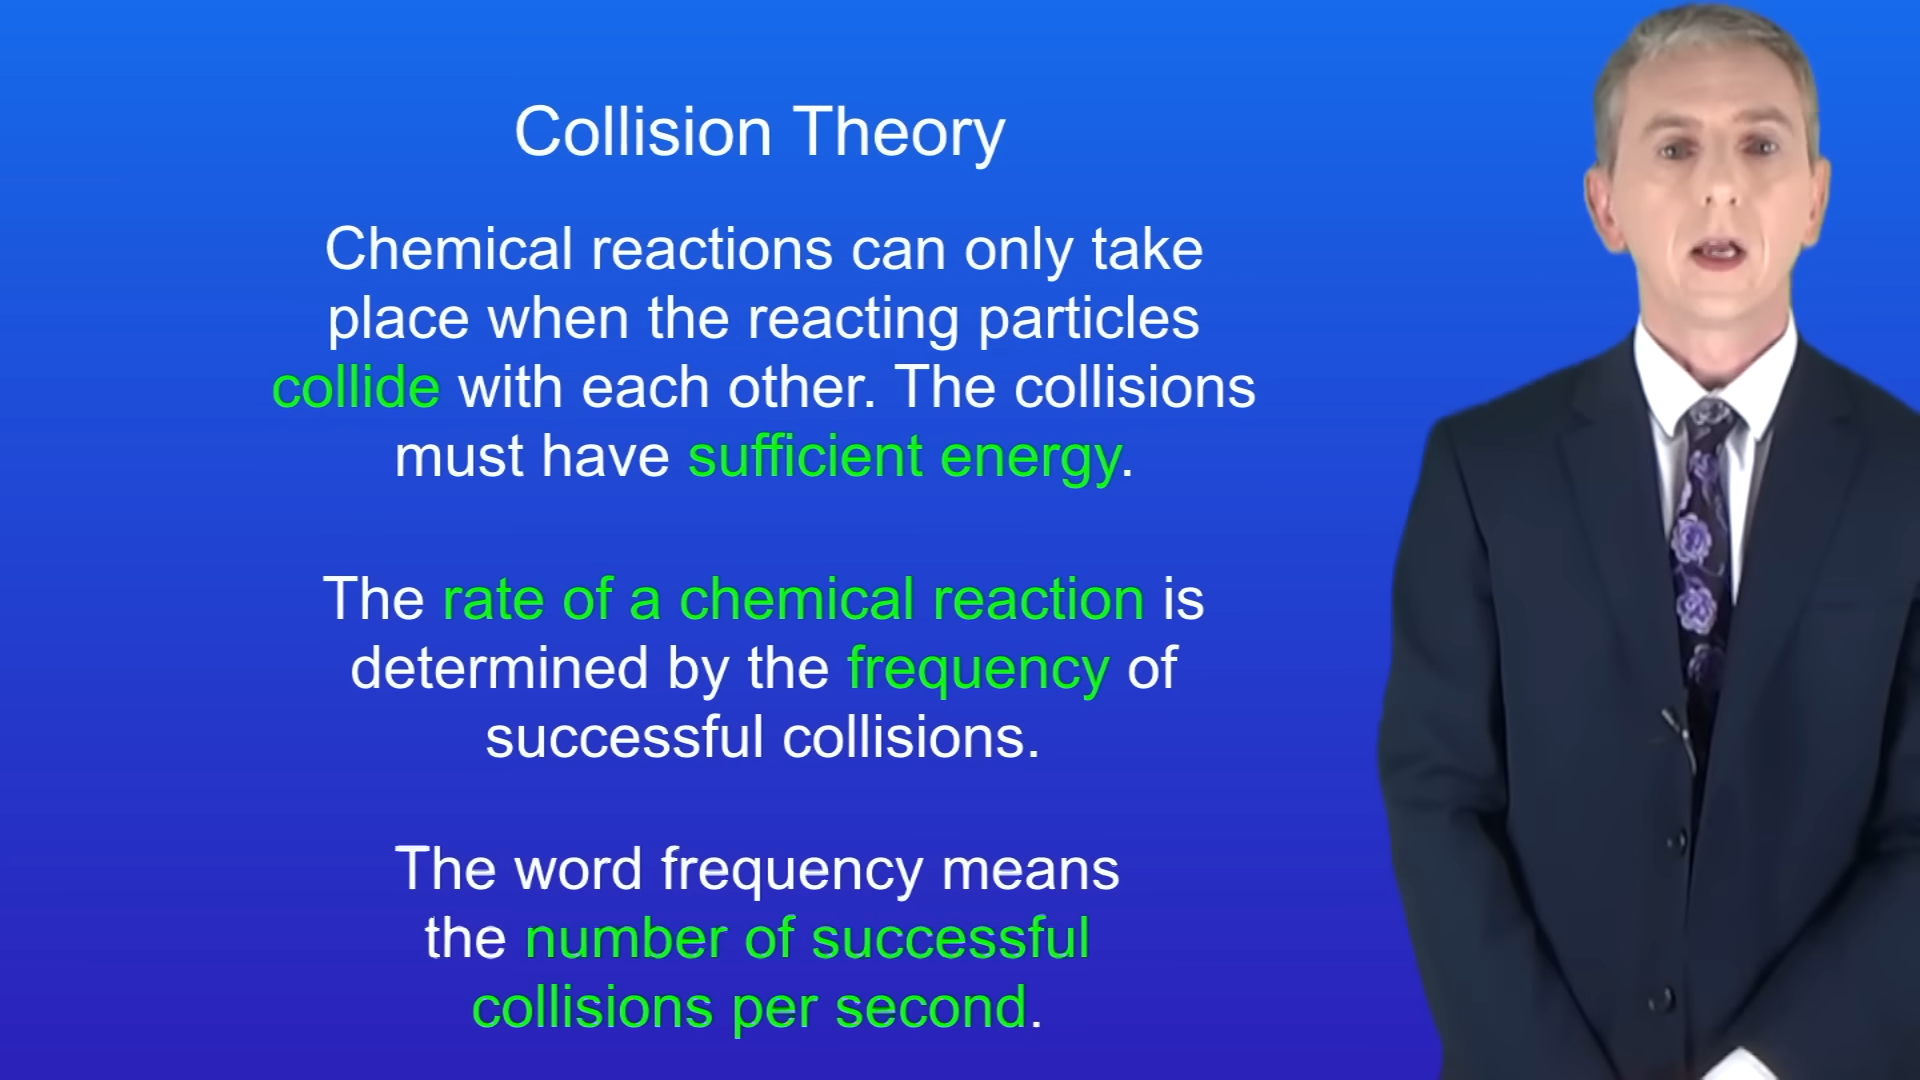 Collision Theory
Chemical reactions can only take
place when the reacting particles
collide with each other. The collisions
must have sufficient energy.
The rate of a chemical reaction is
determined by the frequency of
successful collisions.
The word frequency means
the number of successful
collisions per second.